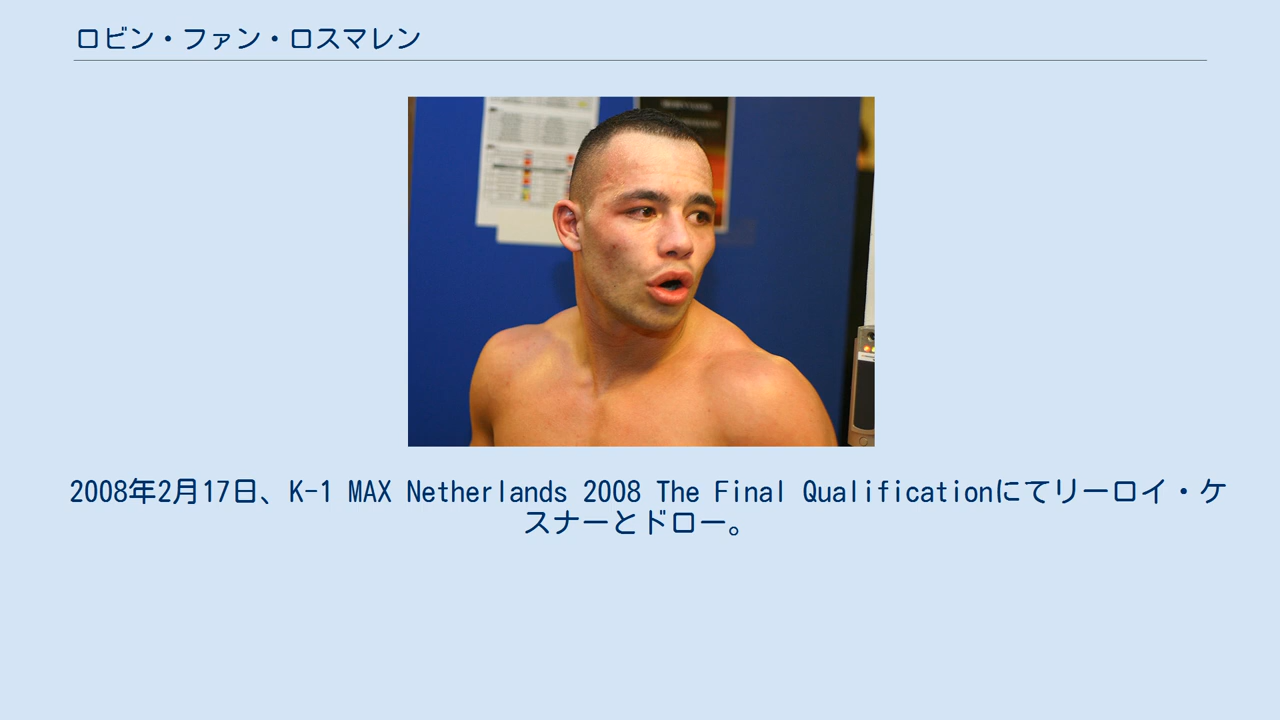 ロビン・ファン・ロスマレン
2008年2月17日、K-1 MAX Netherlands 2008 The Final Qualificationにてリーロイ・ケ
スナーとドロー。